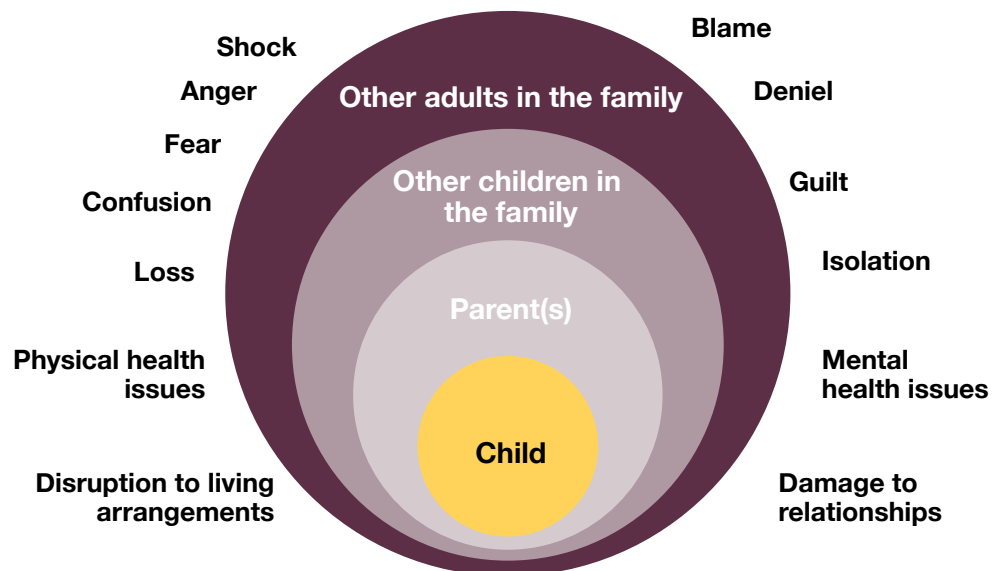 Shock
Anger
Fear
Confusion
Loss
Physical health
issues
Disruption to living
arrangements
Other adults in the family
Other children in
the family
Parent(s)
Child
Blame
Deniel
Guilt
Isolation
Mental
health issues
Damage to
relationships